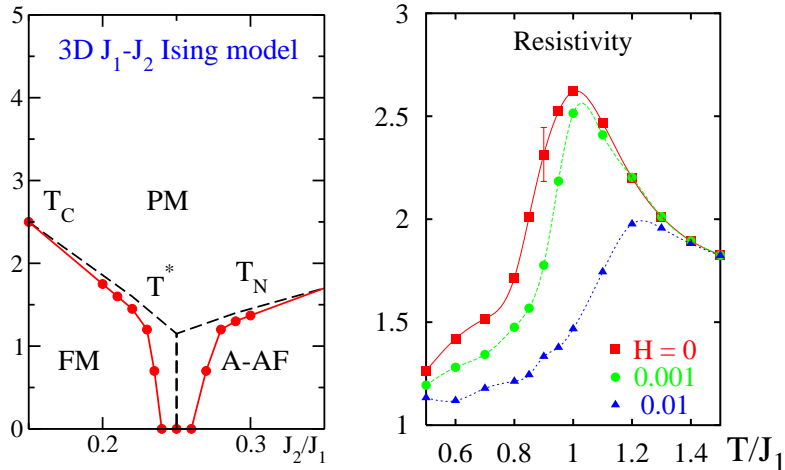 3D J₁-J₂ Ising model
5
4
3
2
1
0
T_C
PM
T*
T_N
FM
A-AF
0.2
0.3
J₂/J₁
Resistivity
3
2.5
2
1.5
1
H = 0
0.001
0.01
0.6
0.8
1
1.2
1.4
T/J₁